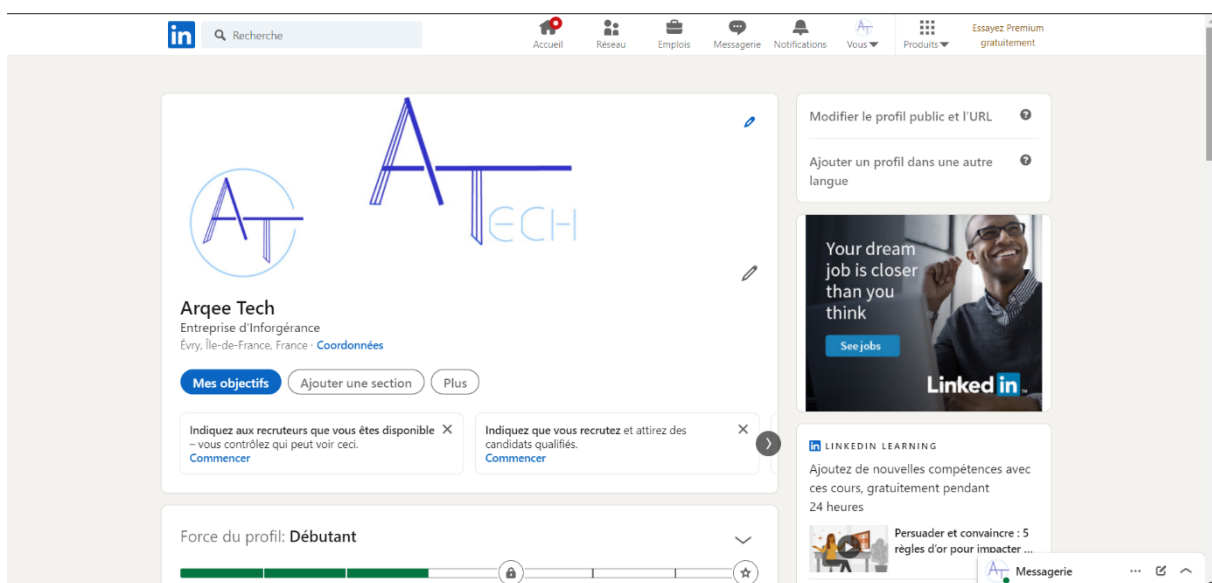 in
Recherche
Accueil
Réseau
Emplois
Messagerie
Notifications
Vous
Produits
Essayez Premium
gratuitement
AT
TECH
Arqee Tech
Entreprise d'Inforgérance
Évry, Île-de-France, France · Coordonnées
Mes objectifs
Ajouter une section
Plus
Indiquez aux recruteurs que vous êtes disponible
– vous contrôlez qui peut voir ceci.
Commencer
Indiquez que vous recrutez et attirez des
candidats qualifiés.
Commencer
Force du profil: Débutant
Modifier le profil public et l'URL
Ajouter un profil dans une autre
langue
Your dream
job is closer
than you
think
See jobs
Linked in
in LINKEDIN LEARNING
Ajoutez de nouvelles compétences avec
ces cours, gratuitement pendant
24 heures
Persuader et convaincre : 5
règles d'or pour impacter ...
AT
Messagerie